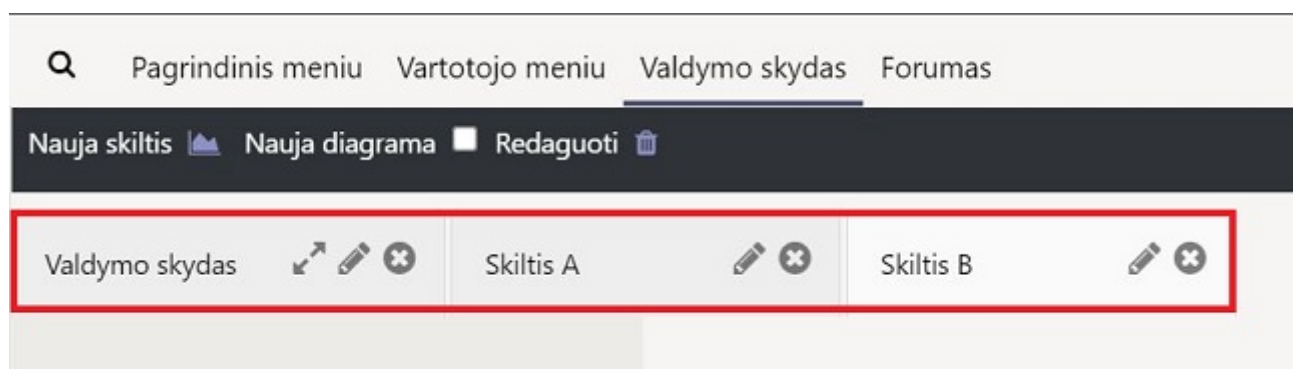 Pagrindinis meniu Vartotojo meniu Valdymo skydas Forumas
Nauja skiltis Nauja diagrama Redaguoti
Valdymo skydas Skiltis A Skiltis B